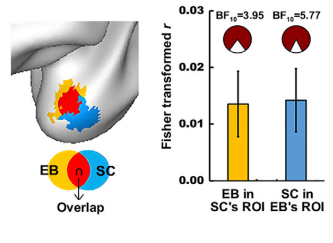 EB
∩
SC
Overlap
Fisher transformed r
BF10=3.95
BF10=5.77
0.03
0.02
0.01
0.00
EB in
SC's ROI
SC in
EB's ROI